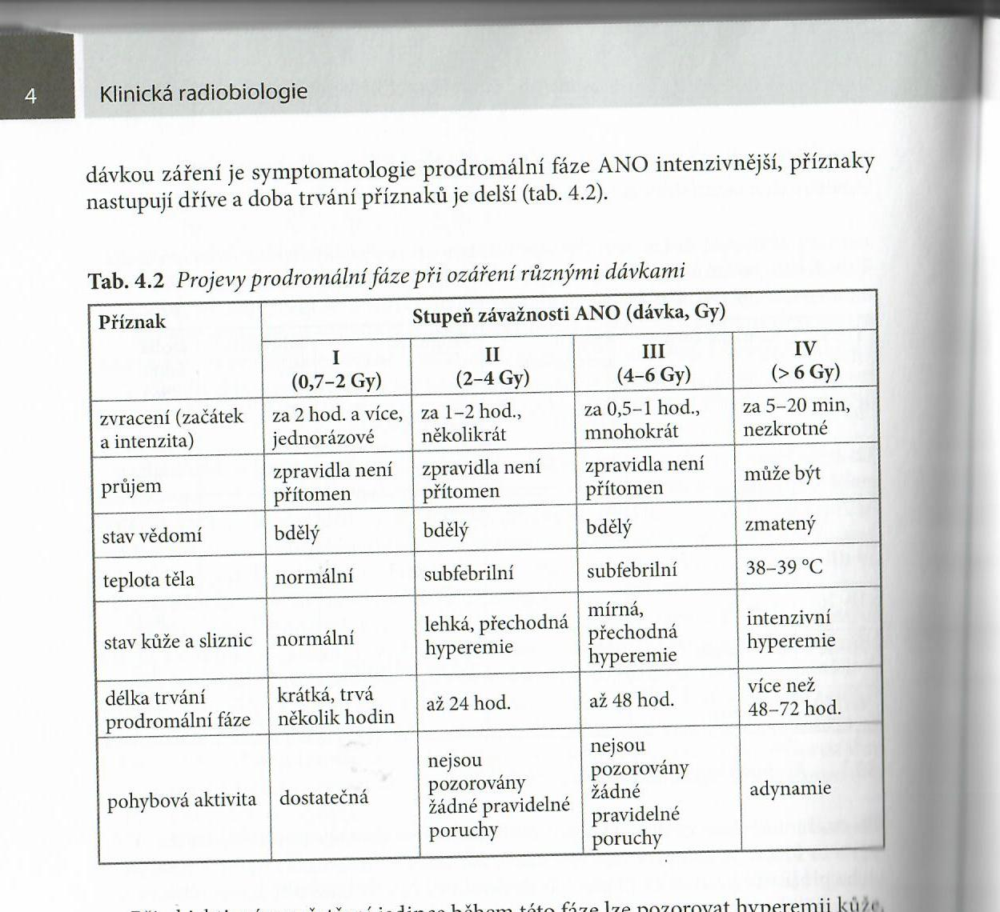 4
Klinická radiobiologie
dávkou záření je symptomatologie prodromální fáze ANO intenzivnější, příznaky
nastupují dříve a doba trvání příznaků je delší (tab. 4.2).
Tab. 4.2 Projevy prodromální fáze při ozáření různými dávkami
Příznak
Stupeň závažnosti ANO (dávka, Gy)
I
(0,7–2 Gy)
II
(2–4 Gy)
III
(4–6 Gy)
IV
(> 6 Gy)
zvracení (začátek
a intenzita)
za 2 hod. a více,
jednorázové
za 1–2 hod.,
několikrát
za 0,5–1 hod.,
mnohokrát
za 5–20 min,
nezkrotné
průjem
zpravidla není
přítomen
zpravidla není
přítomen
zpravidla není
přítomen
může být
stav vědomí
bdělý
bdělý
bdělý
zmatený
teplota těla
normální
subfebrilní
subfebrilní
38–39 °C
stav kůže a sliznic
normální
lehká, přechodná
hyperemie
mírná,
přechodná
hyperemie
intenzivní
hyperemie
délka trvání
prodromální fáze
krátká, trvá
několik hodin
až 24 hod.
až 48 hod.
více než
48–72 hod.
pohybová aktivita
dostatečná
nejsou
pozorovány
žádné pravidelné
poruchy
nejsou
pozorovány
žádné
pravidelné
poruchy
adynamie
během této fáze lze pozorovat hyperemii kůže,